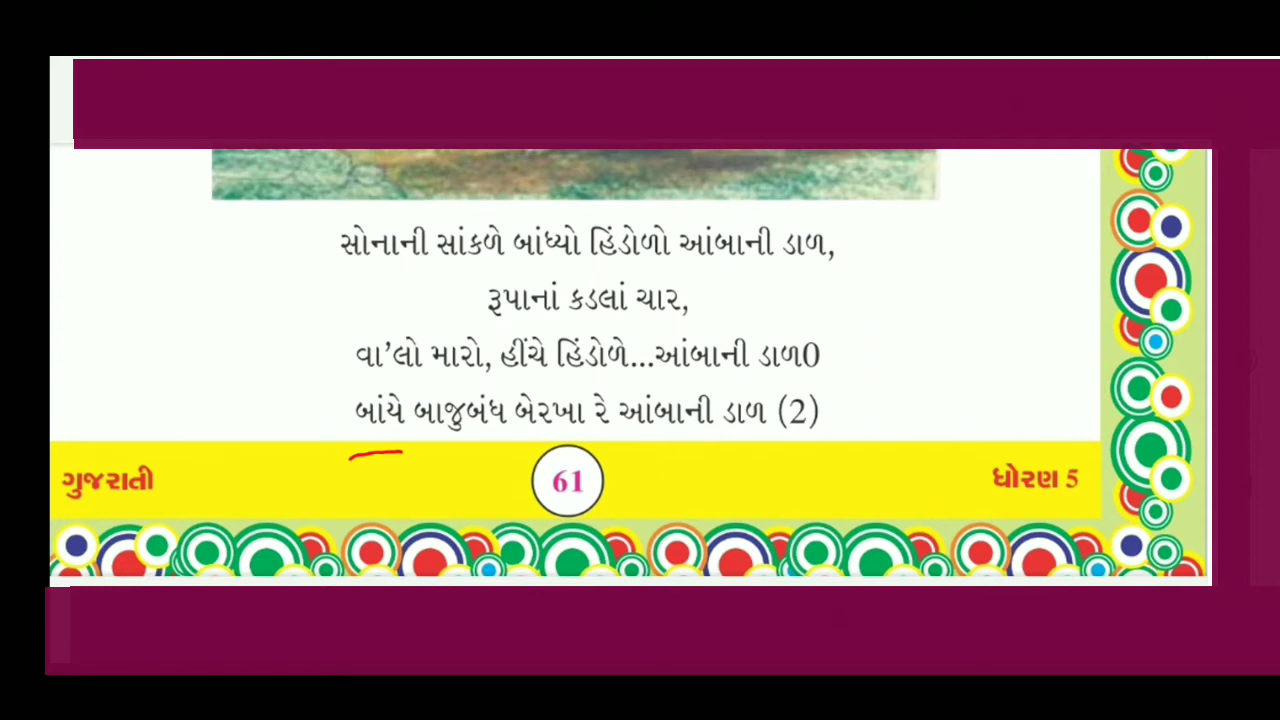 સોનાની સાંકળે બાંધ્યો હિંડોળો આંબાની ડાળ,
રૂપાનાં કડલાં ચાર,
વા’લો મારો, હીંચે હિંડોળે...આંબાની ડાળ0
બાંયે બાજુબંધ બેરખા રે આંબાની ડાળ (2)
ગુજરાતી 61 ધોરણ 5